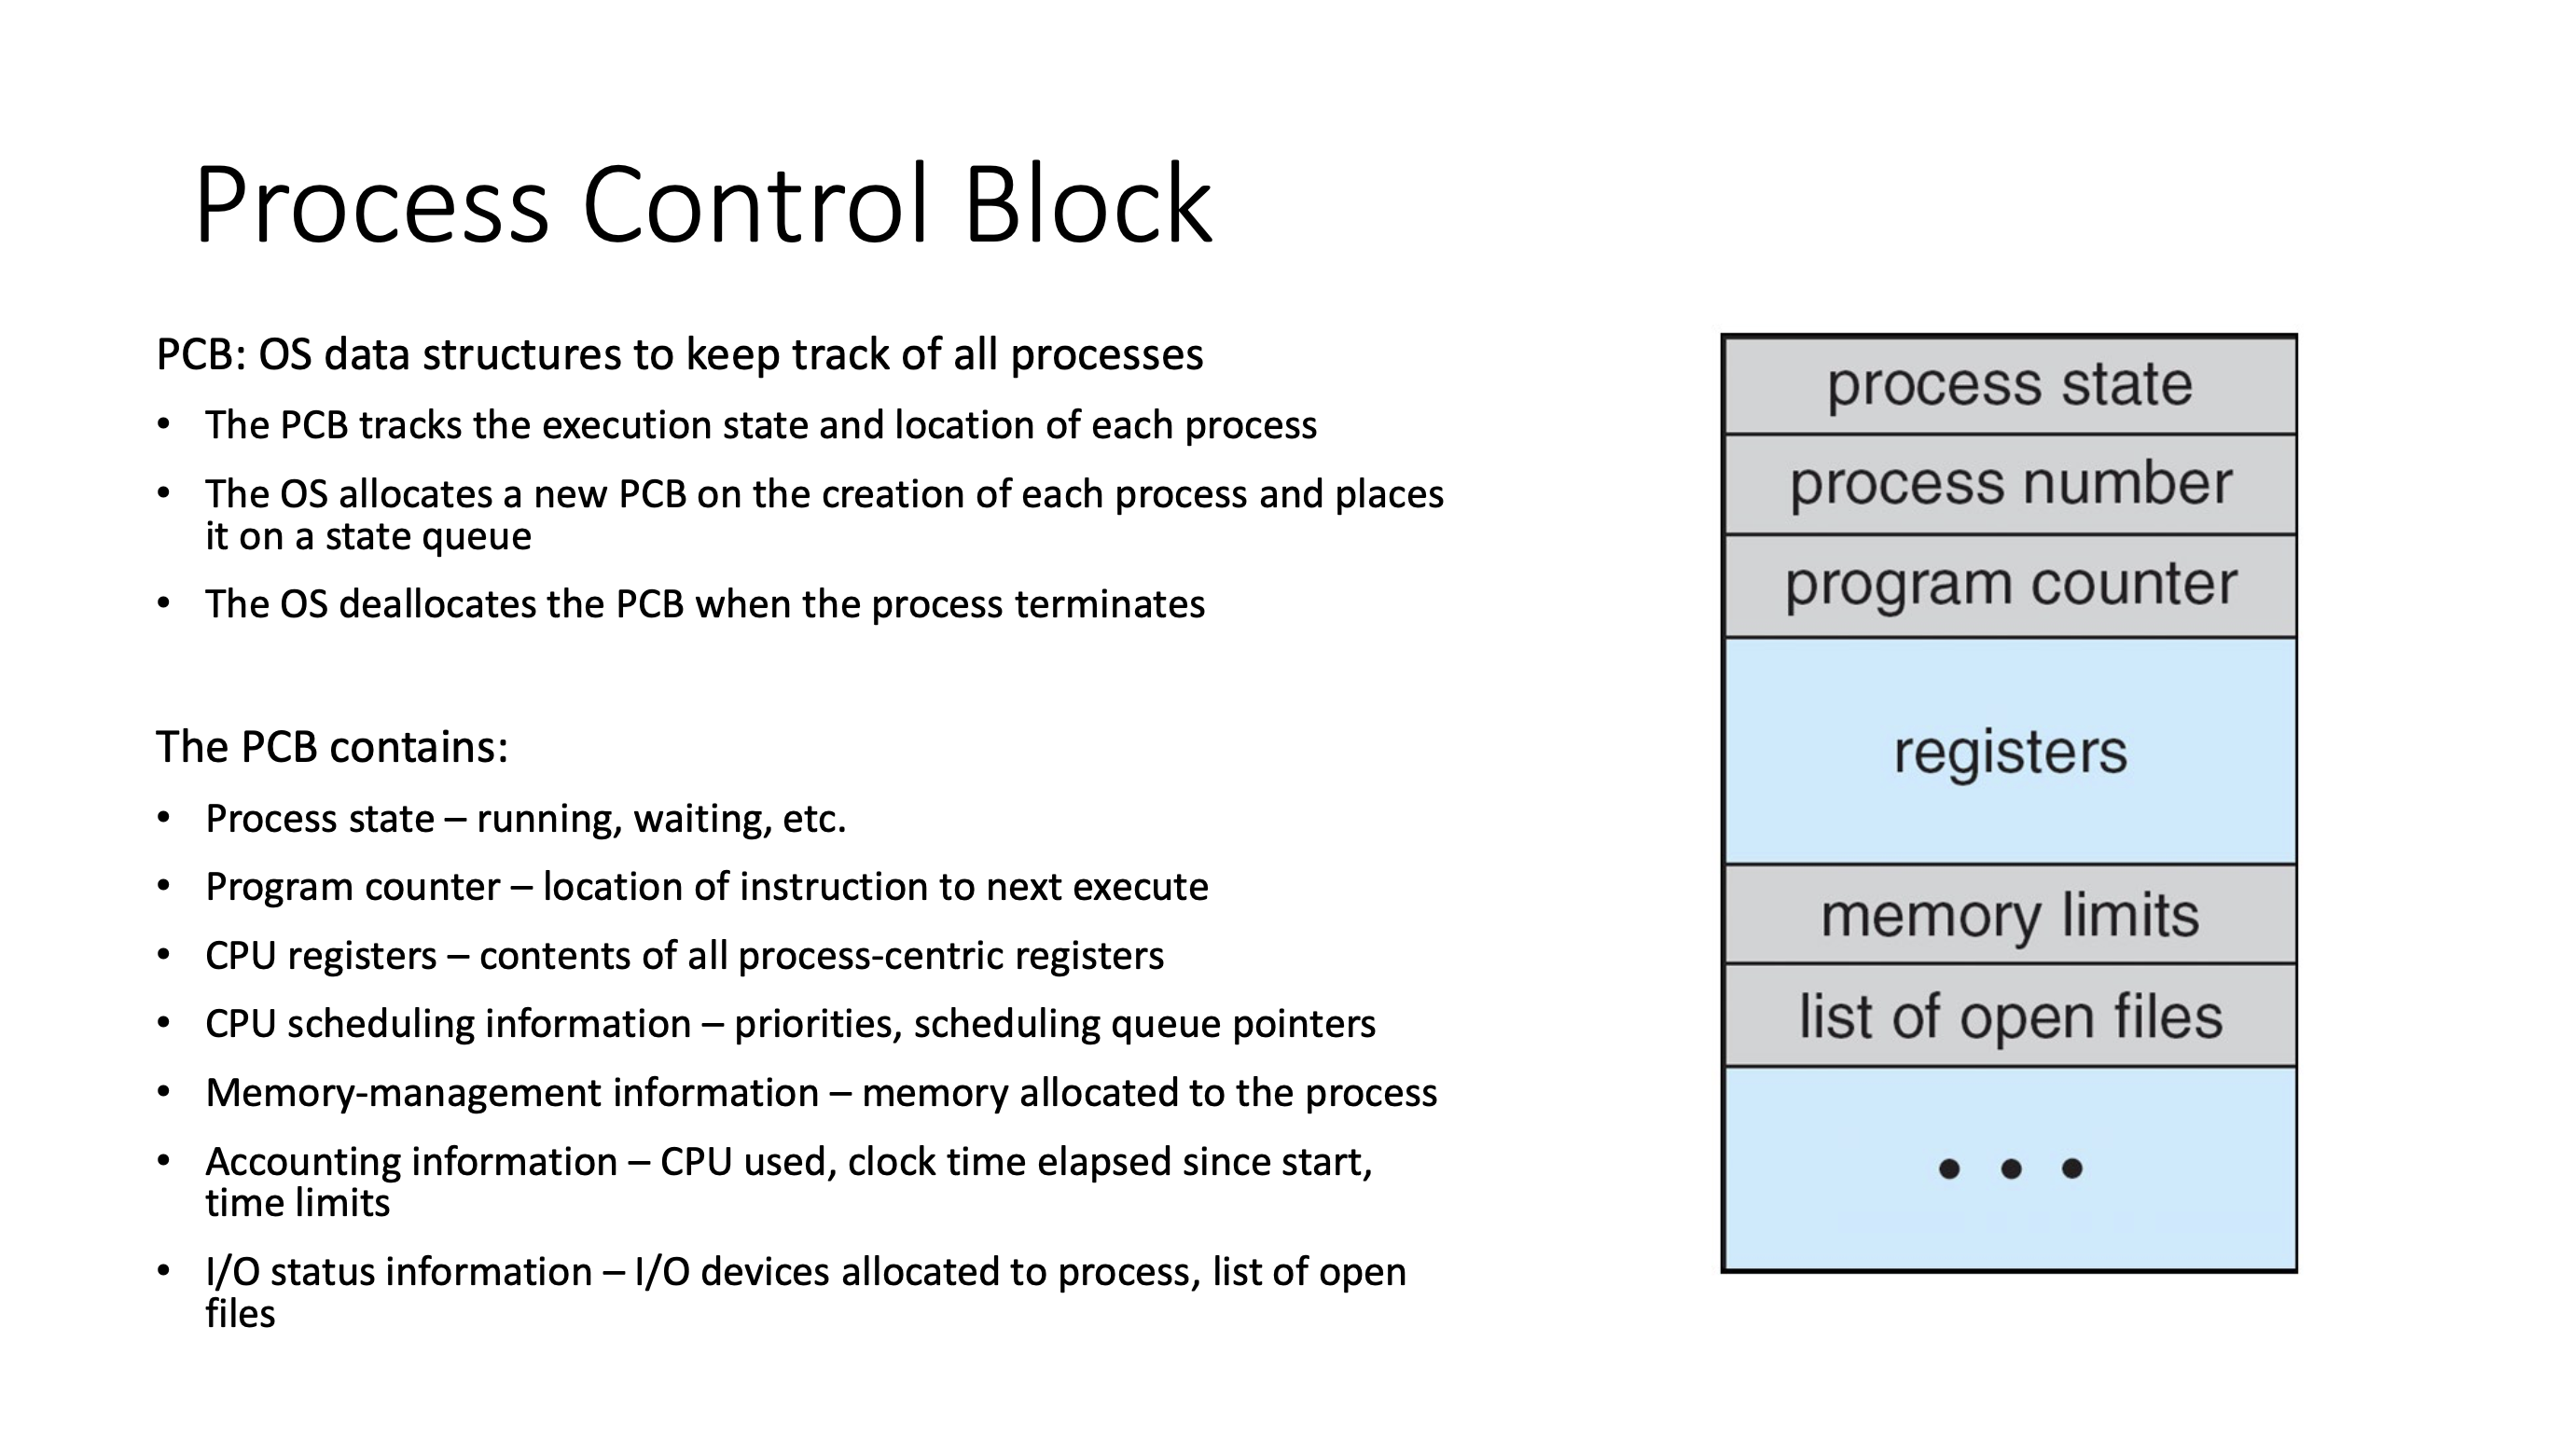 Process Control Block
PCB: OS data structures to keep track of all processes
• The PCB tracks the execution state and location of each process
• The OS allocates a new PCB on the creation of each process and places
it on a state queue
• The OS deallocates the PCB when the process terminates
The PCB contains:
• Process state – running, waiting, etc.
• Program counter – location of instruction to next execute
• CPU registers – contents of all process-centric registers
• CPU scheduling information – priorities, scheduling queue pointers
• Memory-management information – memory allocated to the process
• Accounting information – CPU used, clock time elapsed since start,
time limits
• I/O status information – I/O devices allocated to process, list of open
files
process state
process number
program counter
registers
memory limits
list of open files
• • •